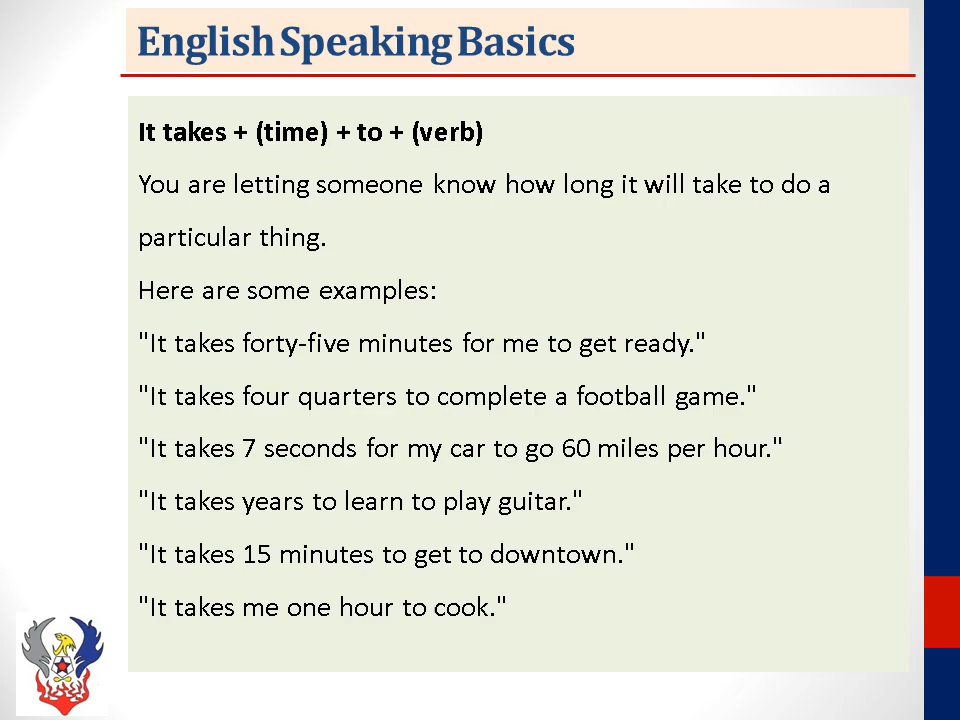 English Speaking Basics
It takes + (time) + to + (verb)
You are letting someone know how long it will take to do a
particular thing.
Here are some examples:
"It takes forty-five minutes for me to get ready."
"It takes four quarters to complete a football game."
"It takes 7 seconds for my car to go 60 miles per hour."
"It takes years to learn to play guitar."
"It takes 15 minutes to get to downtown."
"It takes me one hour to cook."